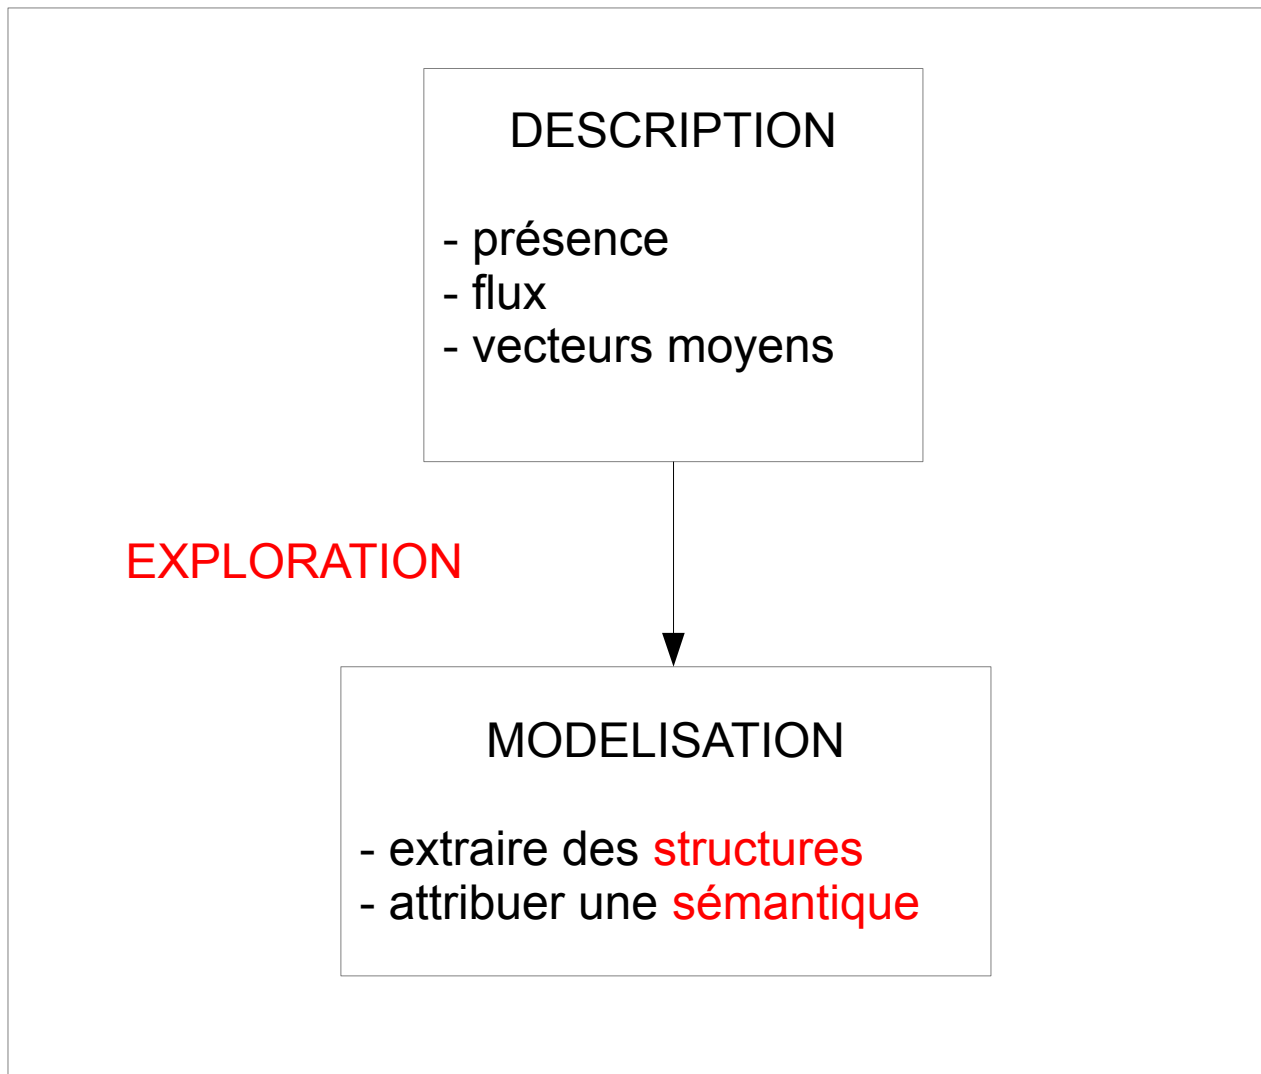 DESCRIPTION
- présence
- flux
- vecteurs moyens
EXPLORATION
MODELISATION
- extraire des structures
- attribuer une sémantique